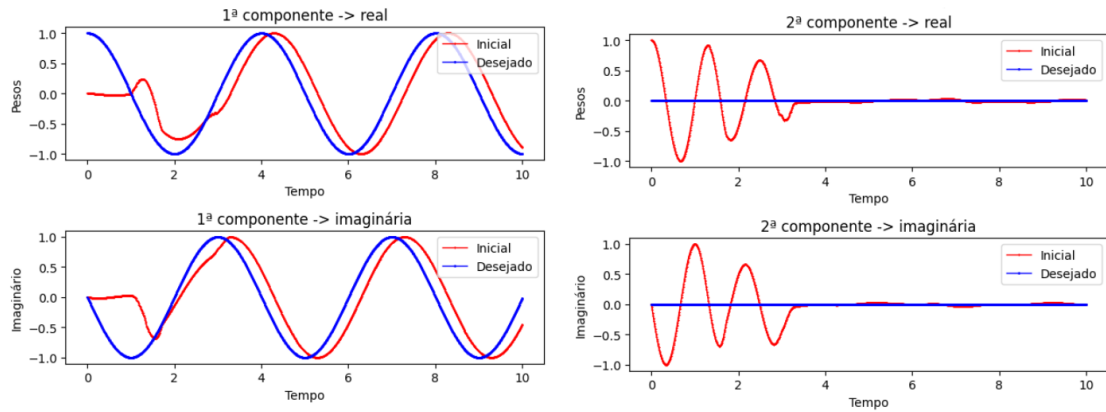 1ª componente -> real
1.0
0.5
0.0
−0.5
−1.0
Pesos
Inicial
Desejado
0 2 4 6 8 10
Tempo
1ª componente -> imaginária
1.0
0.5
0.0
−0.5
−1.0
Imaginário
Inicial
Desejado
0 2 4 6 8 10
Tempo
2ª componente -> real
1.0
0.5
0.0
−0.5
−1.0
Pesos
Inicial
Desejado
0 2 4 6 8 10
Tempo
2ª componente -> imaginária
1.0
0.5
0.0
−0.5
−1.0
Imaginário
Inicial
Desejado
0 2 4 6 8 10
Tempo